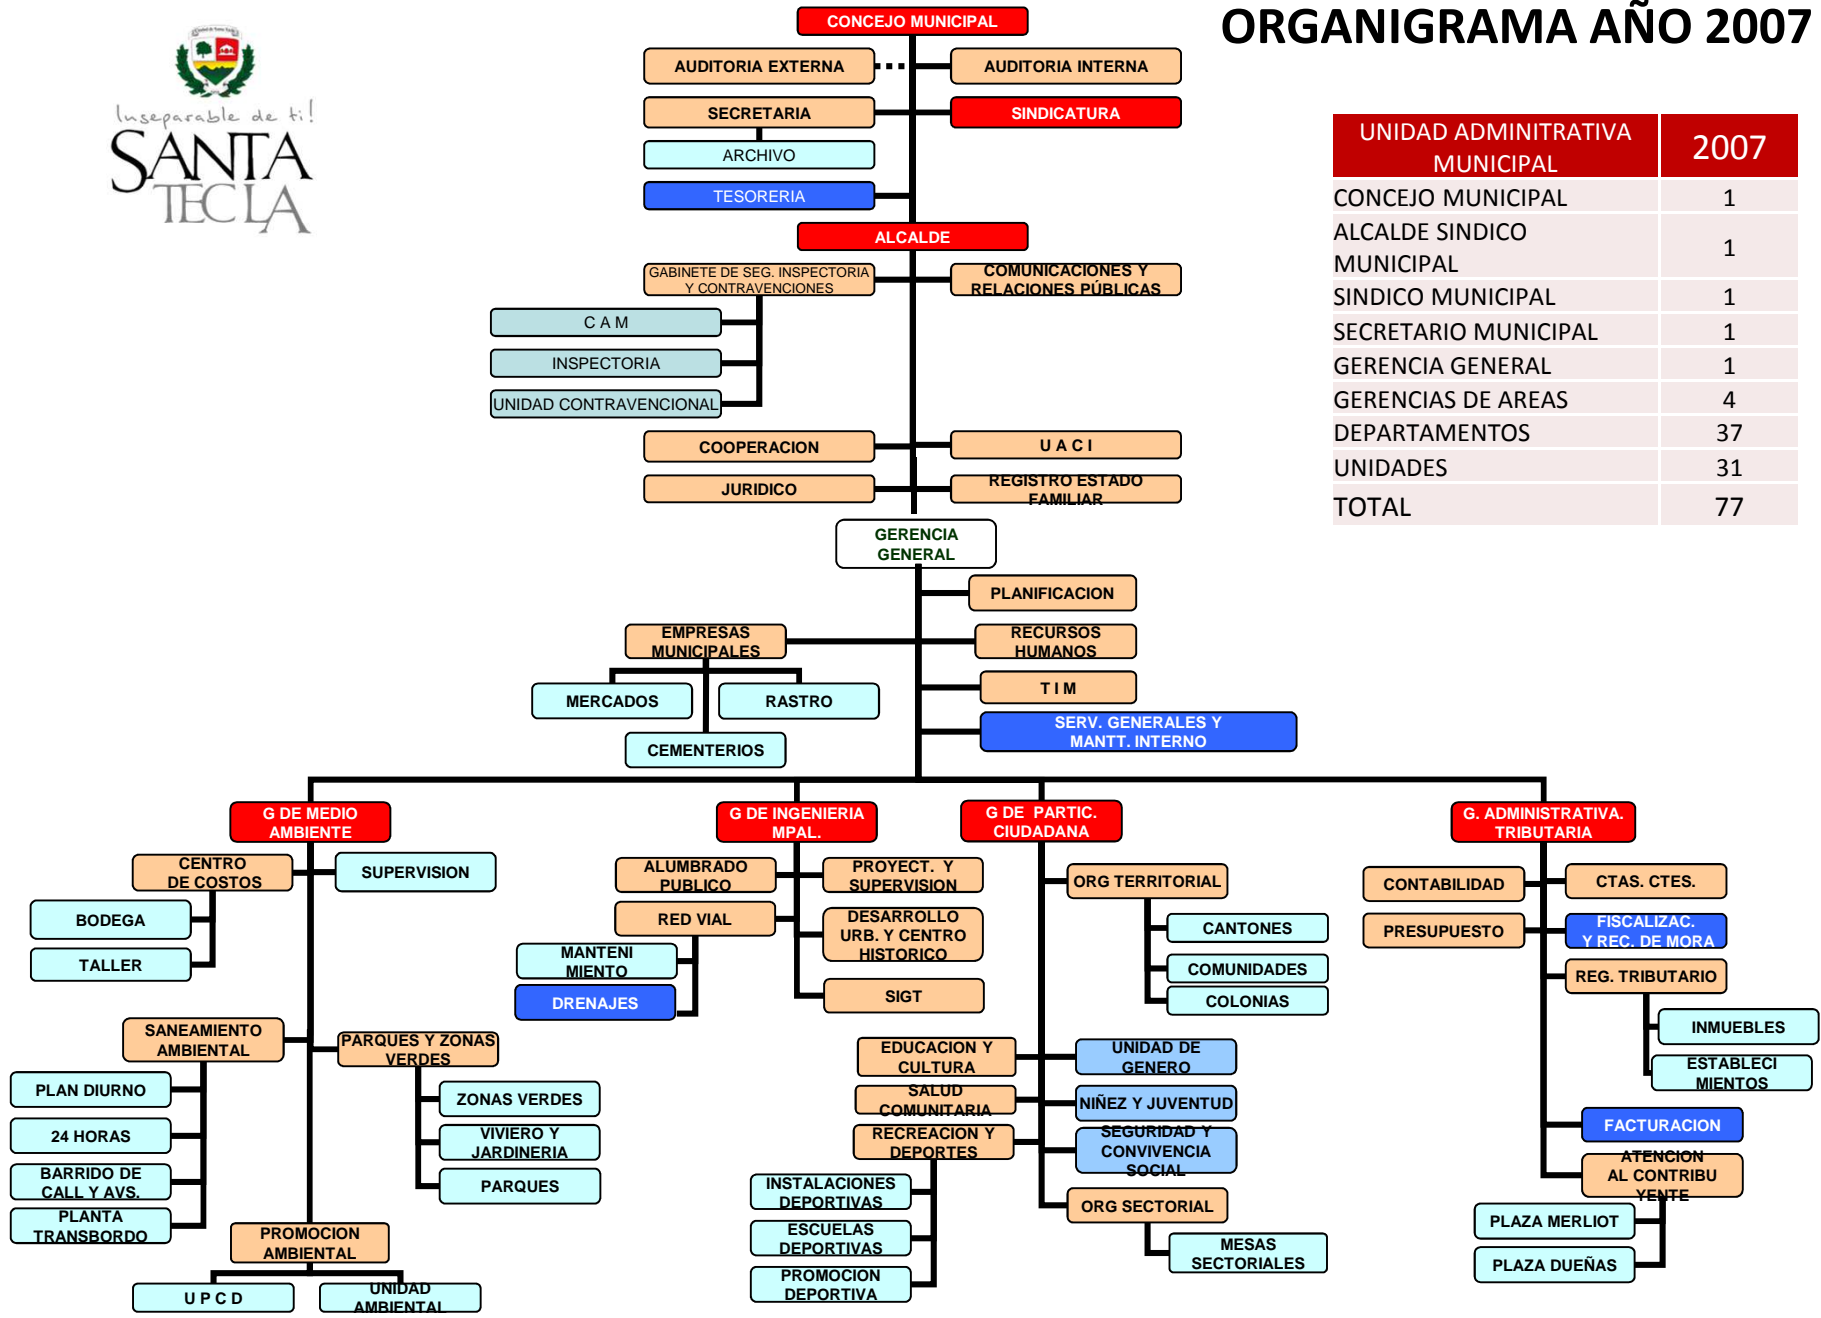 ORGANIGRAMA AÑO 2007
Inseparable de ti!
SANTA
TECLA
CONCEJO MUNICIPAL
AUDITORIA EXTERNA
AUDITORIA INTERNA
SECRETARIA
SINDICATURA
ARCHIVO
TESORERIA
ALCALDE
GABINETE DE SEG. INSPECTORIA
Y CONTRAVENCIONES
COMUNICACIONES Y
RELACIONES PÚBLICAS
C A M
INSPECTORIA
UNIDAD CONTRAVENCIONAL
COOPERACION
U A C I
JURIDICO
REGISTRO ESTADO
FAMILIAR
UNIDAD ADMINITRATIVA
MUNICIPAL
2007
CONCEJO MUNICIPAL 1
ALCALDE SINDICO
MUNICIPAL 1
SINDICO MUNICIPAL 1
SECRETARIO MUNICIPAL 1
GERENCIA GENERAL 1
GERENCIAS DE AREAS 4
DEPARTAMENTOS 37
UNIDADES 31
TOTAL 77
GERENCIA
GENERAL
PLANIFICACION
EMPRESAS
MUNICIPALES
RECURSOS
HUMANOS
MERCADOS
RASTRO
T I M
CEMENTERIOS
SERV. GENERALES Y
MANTT. INTERNO
G DE MEDIO
AMBIENTE
CENTRO
DE COSTOS
SUPERVISION
BODEGA
TALLER
SANEAMIENTO
AMBIENTAL
PARQUES Y ZONAS
VERDES
PLAN DIURNO
24 HORAS
BARRIDO DE
CALL Y AVS.
PLANTA
TRANSBORDO
ZONAS VERDES
VIVIERO Y
JARDINERIA
PARQUES
PROMOCION
AMBIENTAL
U P C D
UNIDAD
AMBIENTAL
G DE INGENIERIA
MPAL.
ALUMBRADO
PUBLICO
PROYECT. Y
SUPERVISION
RED VIAL
DESARROLLO
URB. Y CENTRO
HISTORICO
MANTENI
MIENTO
DRENAJES
SIGT
G DE PARTIC.
CIUDADANA
ORG TERRITORIAL
CANTONES
COMUNIDADES
COLONIAS
EDUCACION Y
CULTURA
UNIDAD DE
GENERO
SALUD
COMUNITARIA
NIÑEZ Y JUVENTUD
RECREACION Y
DEPORTES
SEGURIDAD Y
CONVIVENCIA
SOCIAL
INSTALACIONES
DEPORTIVAS
ESCUELAS
DEPORTIVAS
PROMOCION
DEPORTIVA
ORG SECTORIAL
MESAS
SECTORIALES
G. ADMINISTRATIVA.
TRIBUTARIA
CONTABILIDAD
CTAS. CTES.
PRESUPUESTO
FISCALIZAC.
Y REC. DE MORA
REG. TRIBUTARIO
INMUEBLES
ESTABLECI
MIENTOS
FACTURACION
ATENCION
AL CONTRIBU
YENTE
PLAZA MERLIOT
PLAZA DUEÑAS